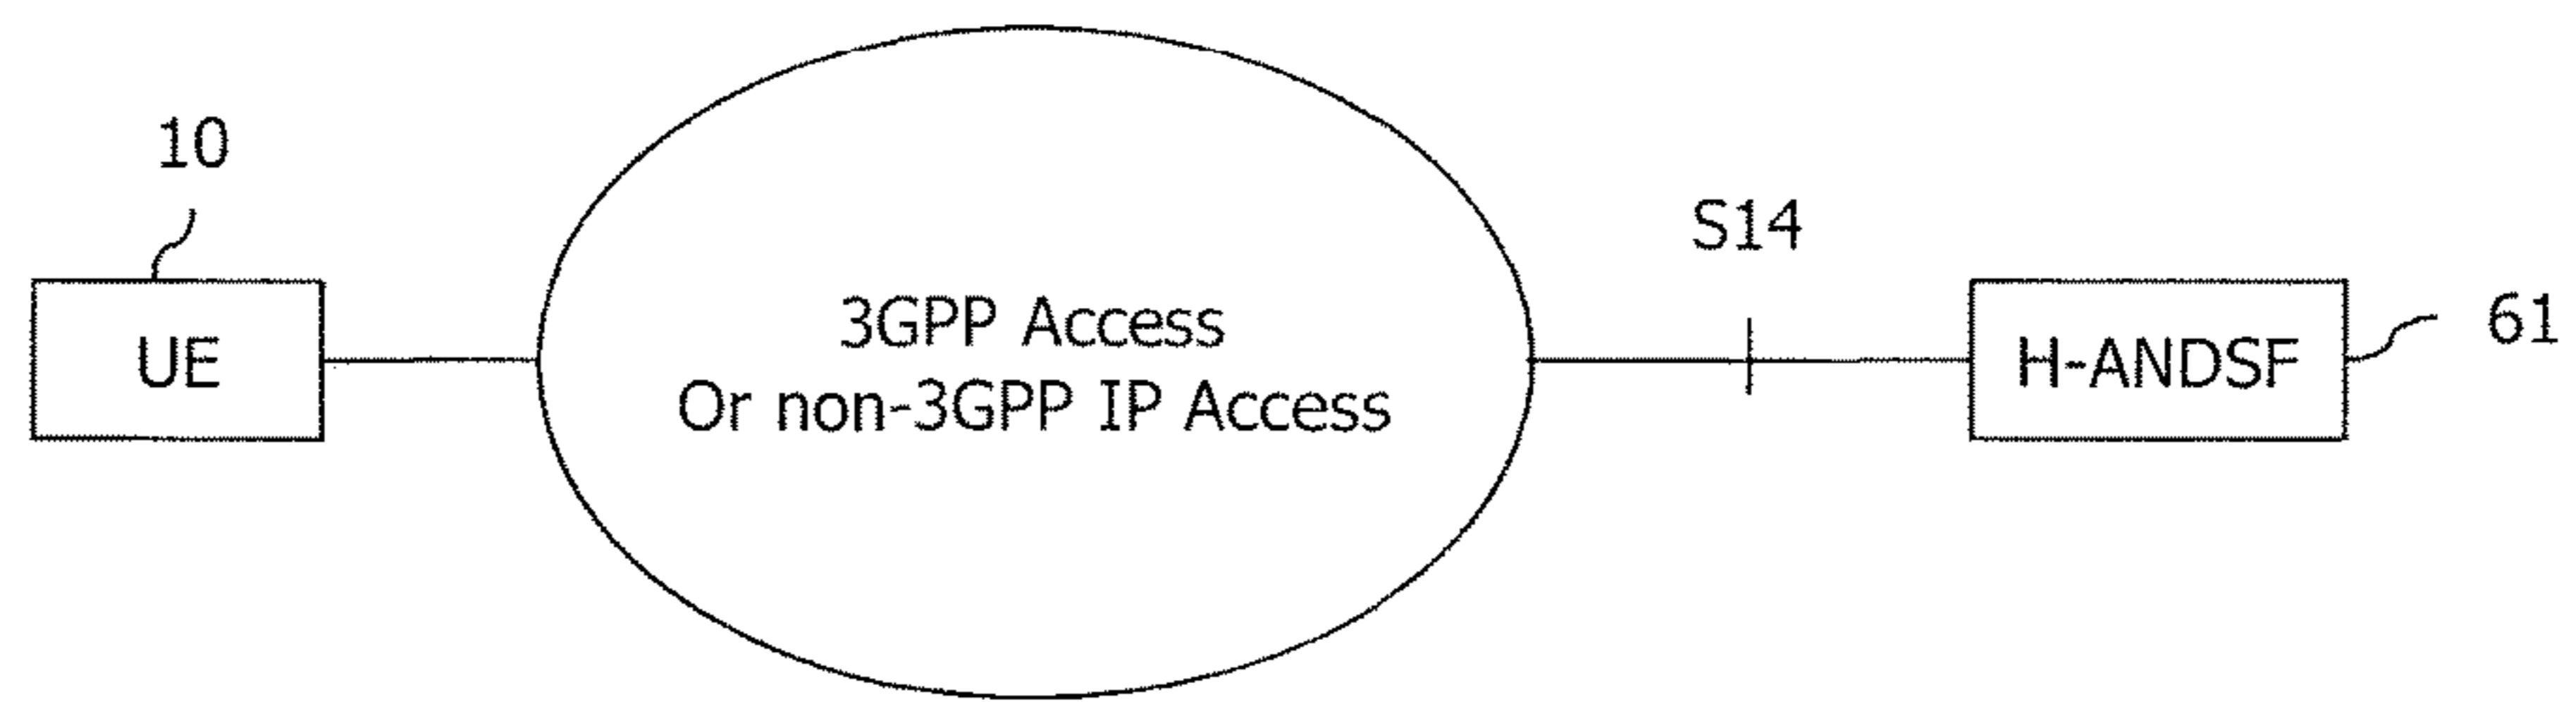 10
S14
UE
3GPP Access
Or non-3GPP IP Access
H-ANDSF
61